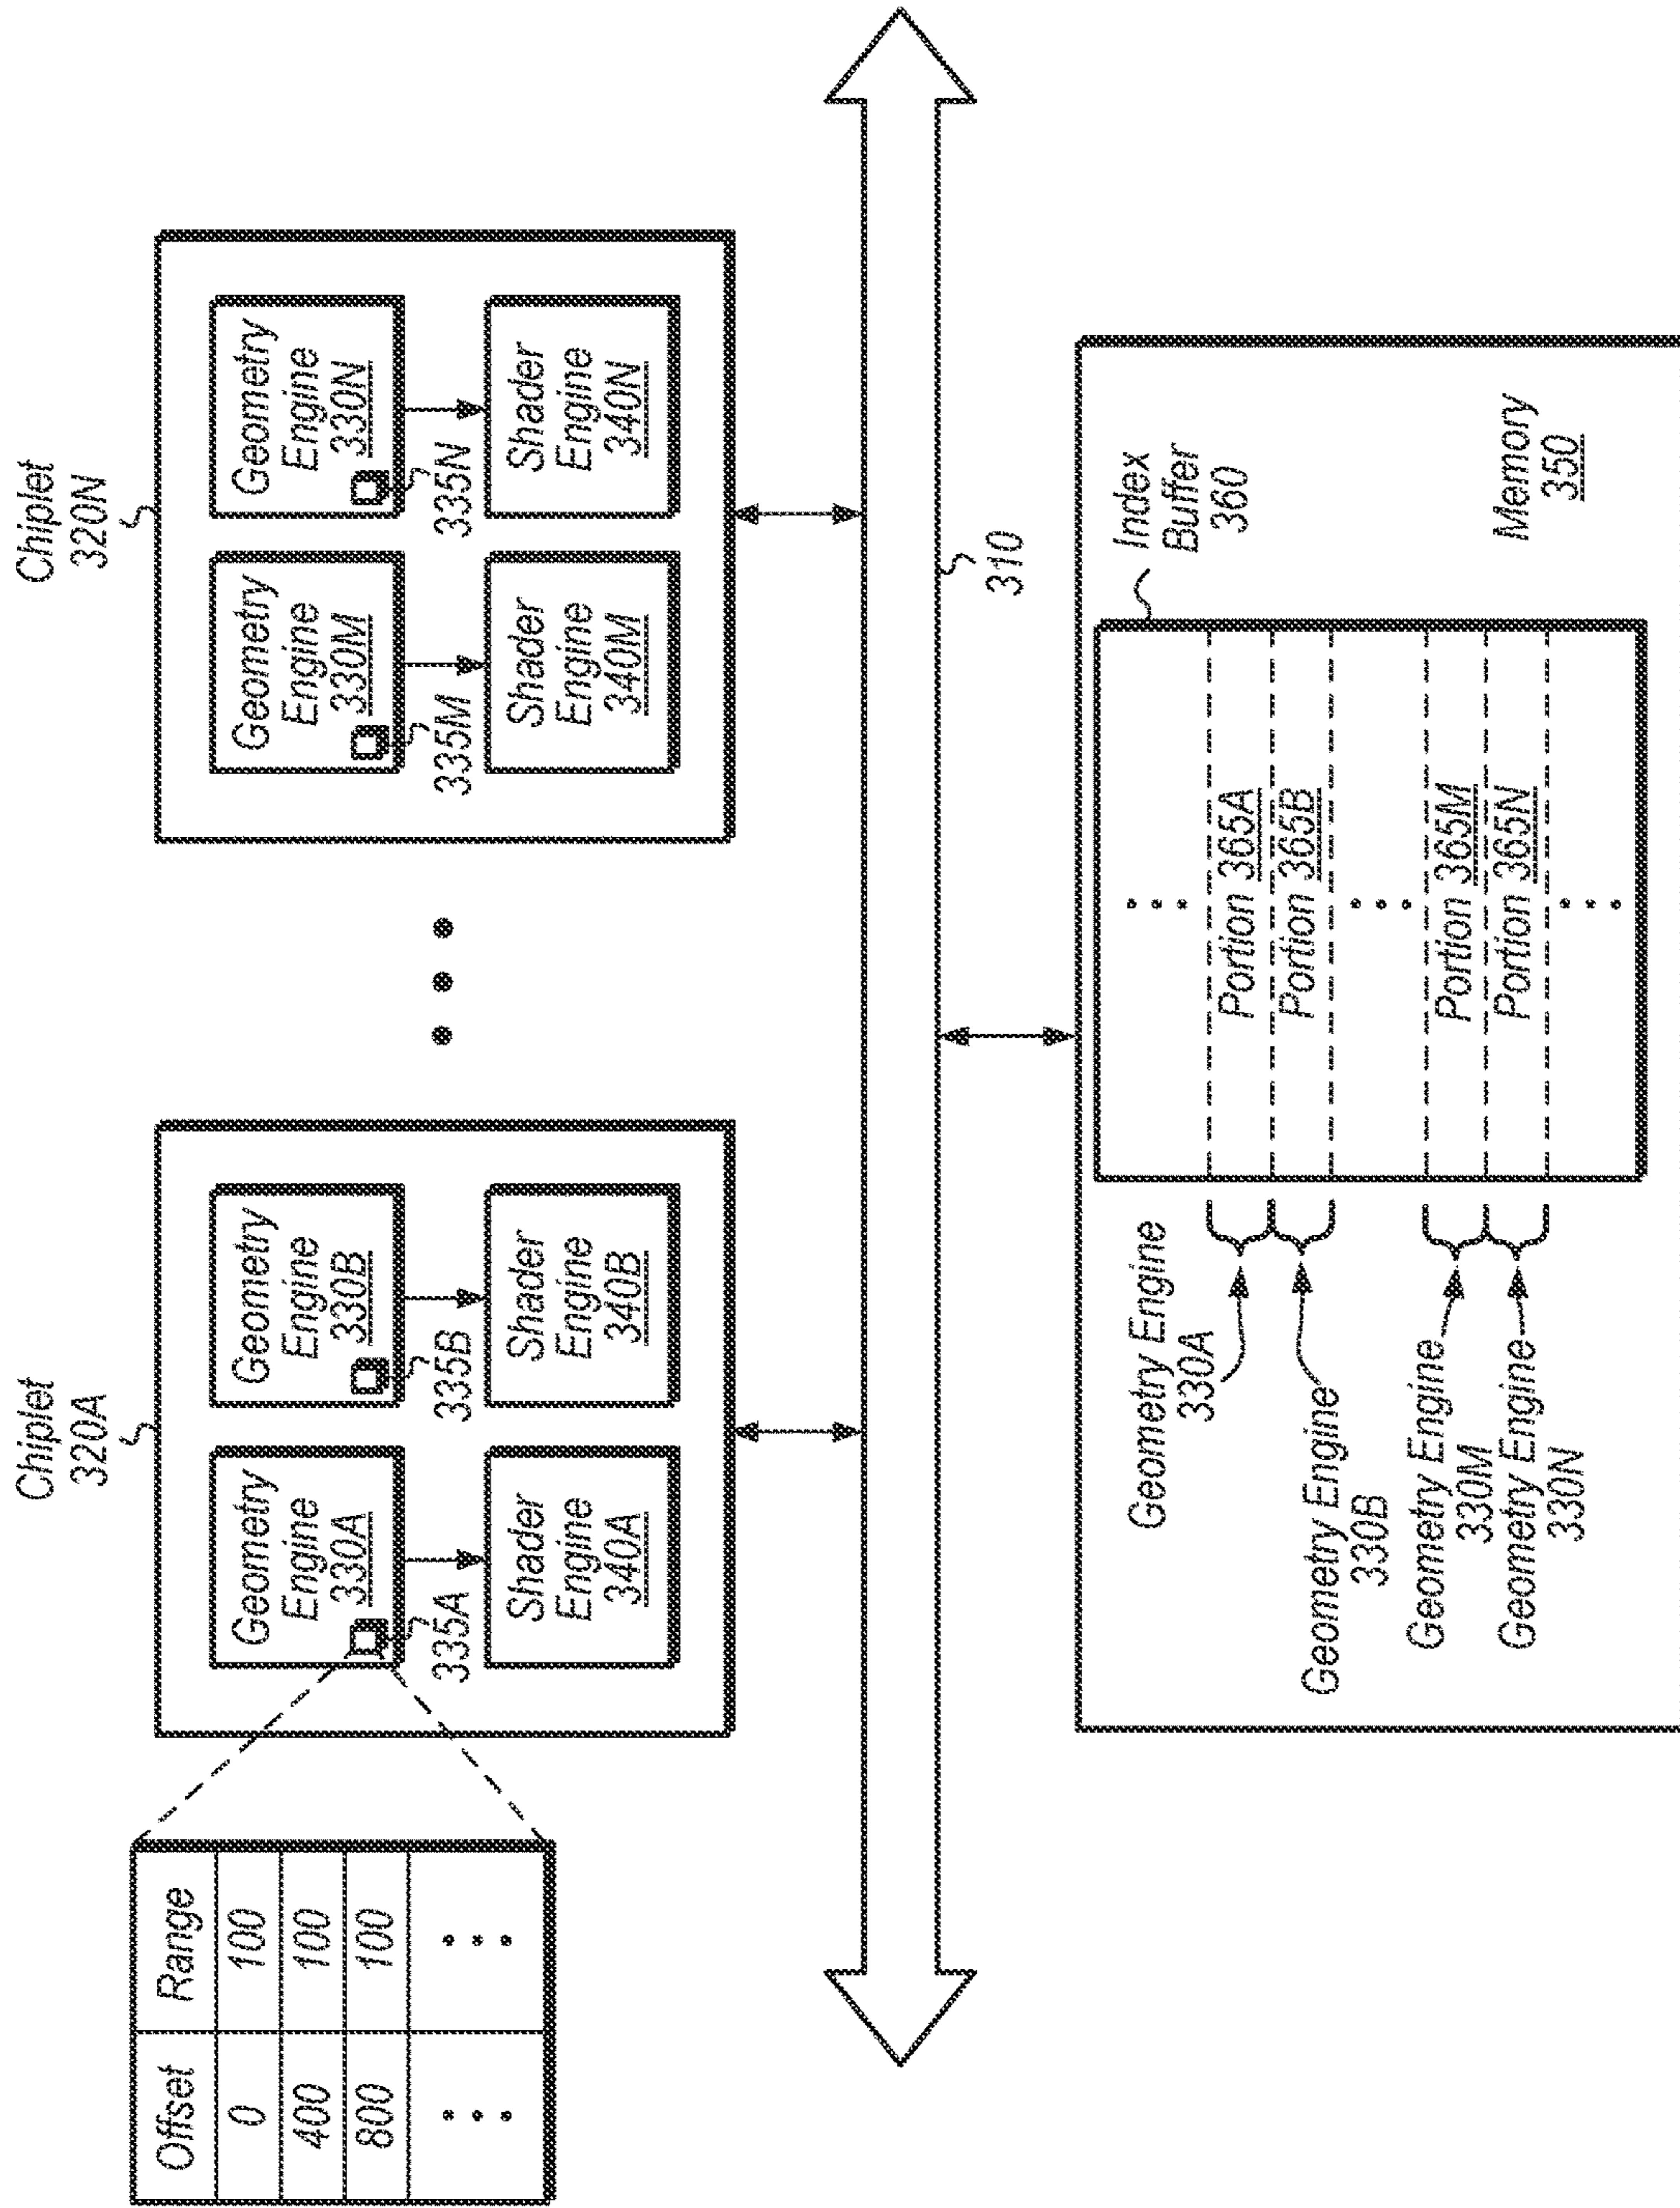 Chiplet
320A
Chiplet
320N
Offset Range
0 100
400 100
800 100
Geometry
Engine
330A
335A
Shader
Engine
340A
Geometry
Engine
330B
335B
Shader
Engine
340B
Geometry
Engine
330M
335M
Shader
Engine
340M
Geometry
Engine
330N
335N
Shader
Engine
340N
310
Geometry Engine
330A
Geometry Engine
330B
Geometry Engine
330M
Geometry Engine
330N
Portion 365A
Portion 365B
Portion 365M
Portion 365N
Index
Buffer
360
Memory
350